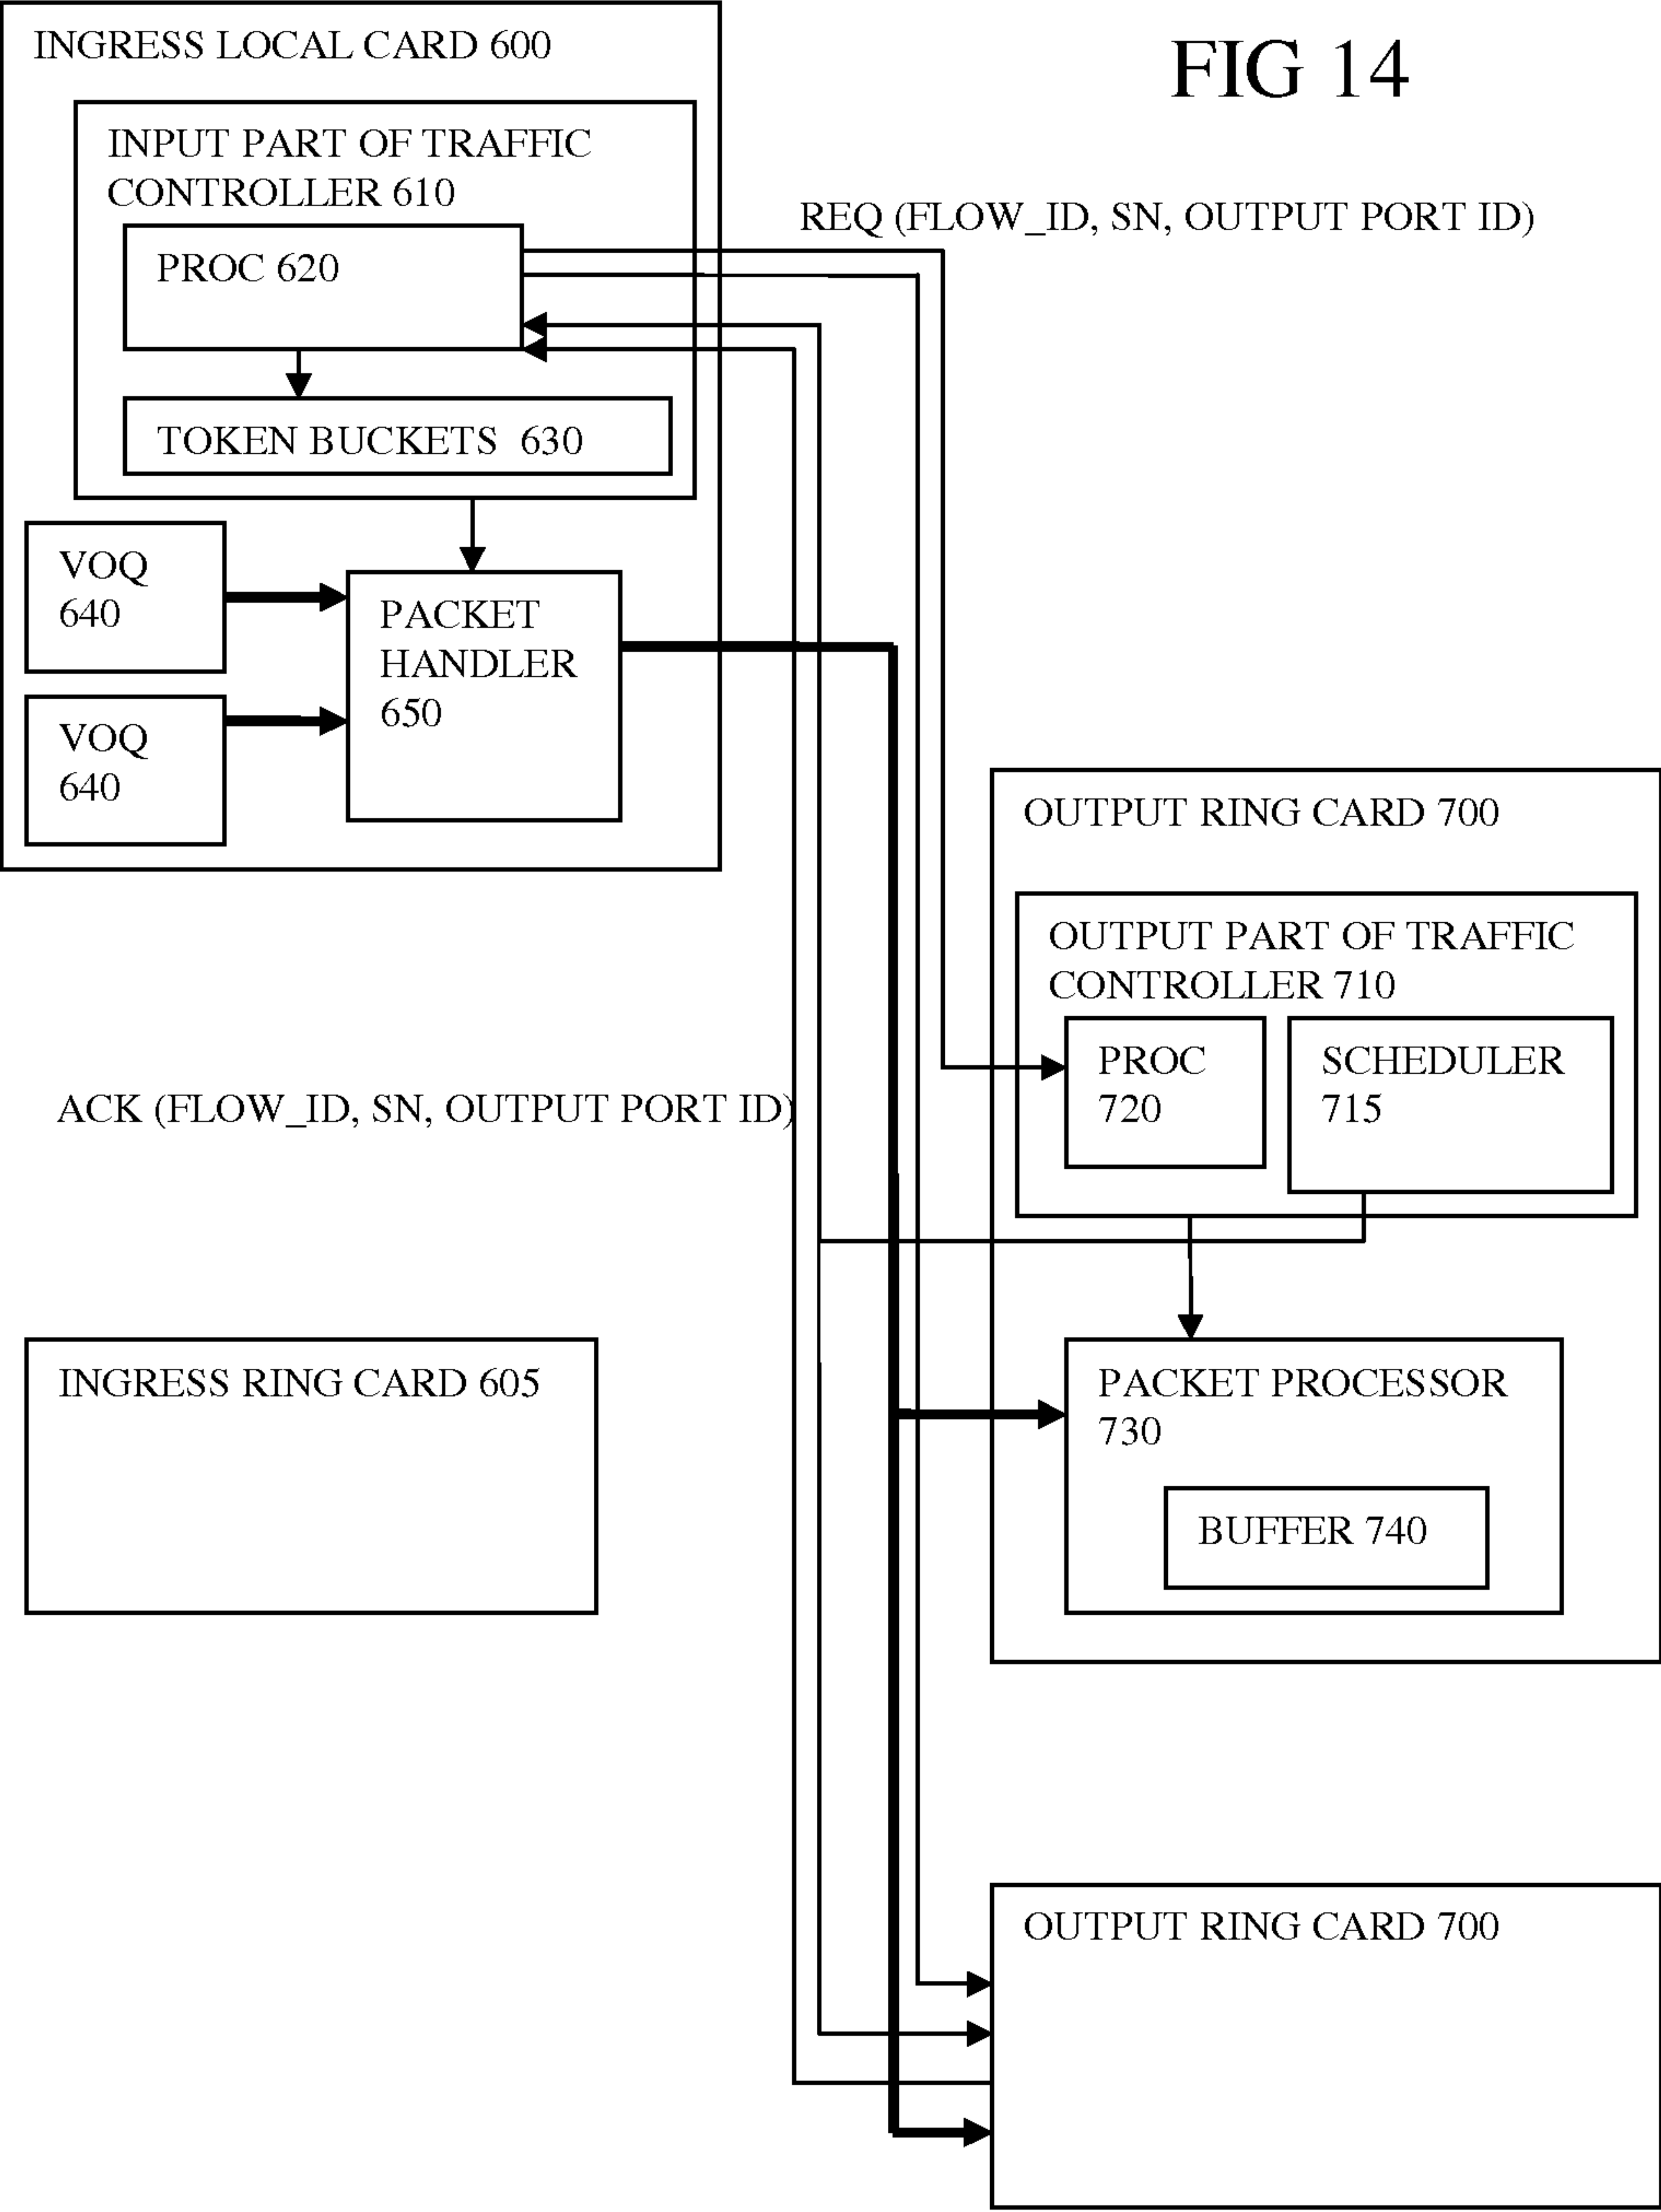 INGRESS LOCAL CARD 600
FIG 14
INPUT PART OF TRAFFIC
CONTROLLER 610
REQ (FLOW_ID, SN, OUTPUT PORT ID)
PROC 620
TOKEN BUCKETS 630
VOQ
640
PACKET
HANDLER
650
VOQ
640
OUTPUT RING CARD 700
OUTPUT PART OF TRAFFIC
CONTROLLER 710
PROC
720
SCHEDULER
715
ACK (FLOW_ID, SN, OUTPUT PORT ID)
INGRESS RING CARD 605
PACKET PROCESSOR
730
BUFFER 740
OUTPUT RING CARD 700